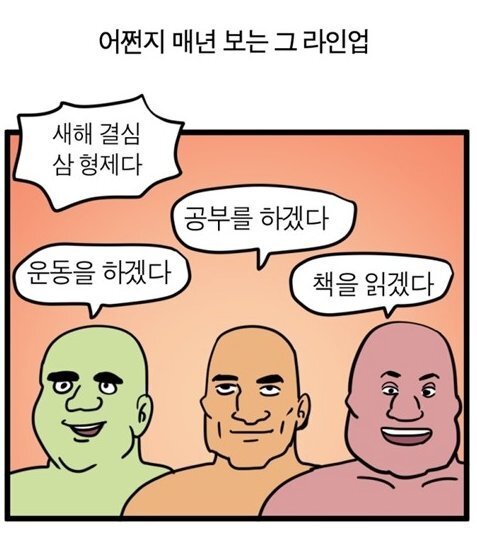 어쩐지 매년 보는 그 라인업
새해 결심
삼 형제다
공부를 하겠다
운동을 하겠다
책을 읽겠다